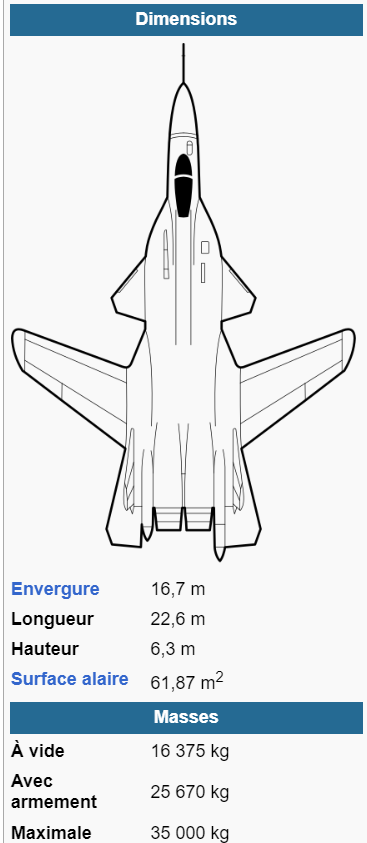 Dimensions
Envergure 16,7 m
Longueur 22,6 m
Hauteur 6,3 m
Surface alaire 61,87 m²
Masses
À vide 16 375 kg
Avec
armement 25 670 kg
Maximale 35 000 kg